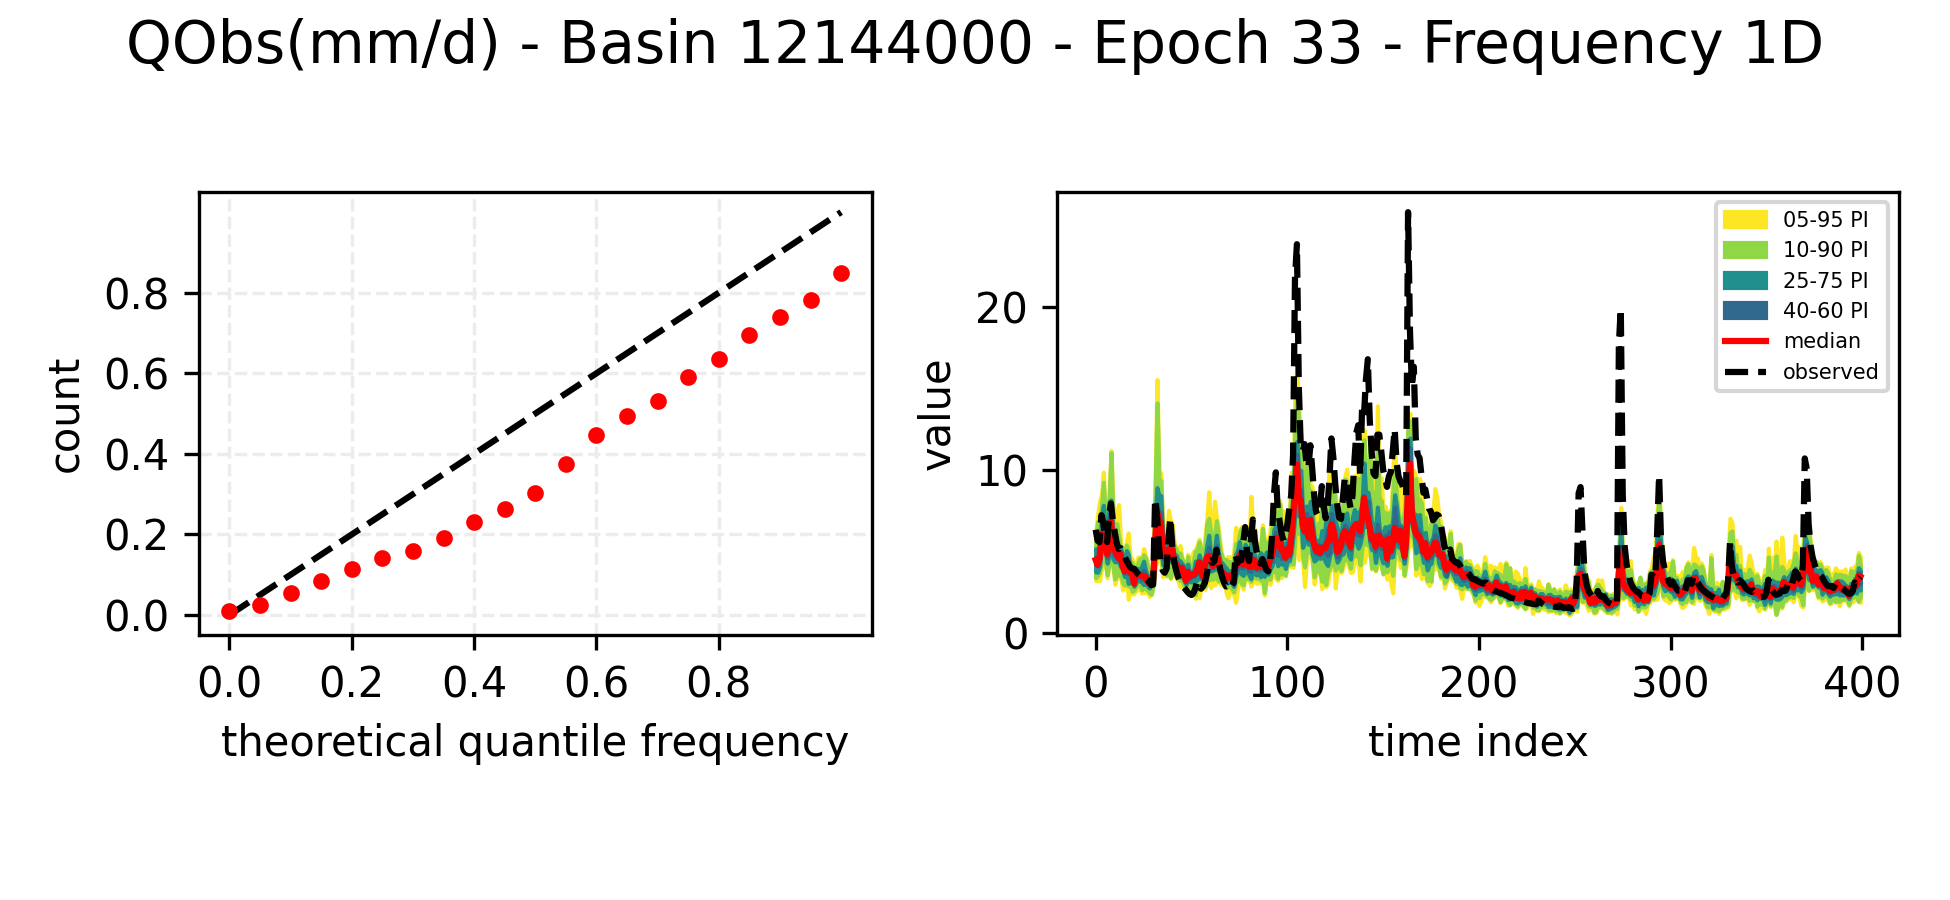 QObs(mm/d) - Basin 12144000 - Epoch 33 - Frequency 1D
count
0.8
0.6
0.4
0.2
0.0
0.0 0.2 0.4 0.6 0.8
theoretical quantile frequency
value
20
10
0
0 100 200 300 400
time index
05-95 PI
10-90 PI
25-75 PI
40-60 PI
median
observed